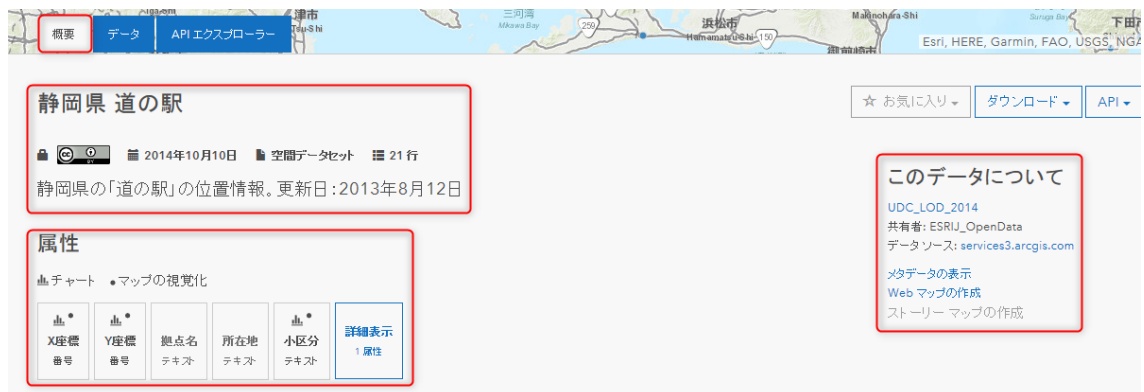 津市
Tsu-Shi
三河湾
Mikawa Bay
259
浜松市
Hamamatsu-Shi
150
御前崎市
Makinohara-Shi
Suruga Bay
下田
Esri, HERE, Garmin, FAO, USGS, NGA
概要
データ
API エクスプローラー
静岡県 道の駅
2014年10月10日
空間データセット
21 行
静岡県の「道の駅」の位置情報。更新日:2013年8月12日
お気に入り
ダウンロード
API
このデータについて
UDC_LOD_2014
共有者: ESRIJ_OpenData
データ ソース: services3.arcgis.com
メタデータの表示
Web マップの作成
ストーリー マップの作成
属性
チャート
マップの視覚化
X座標
番号
Y座標
番号
拠点名
テキスト
所在地
テキスト
小区分
テキスト
詳細表示
1 属性